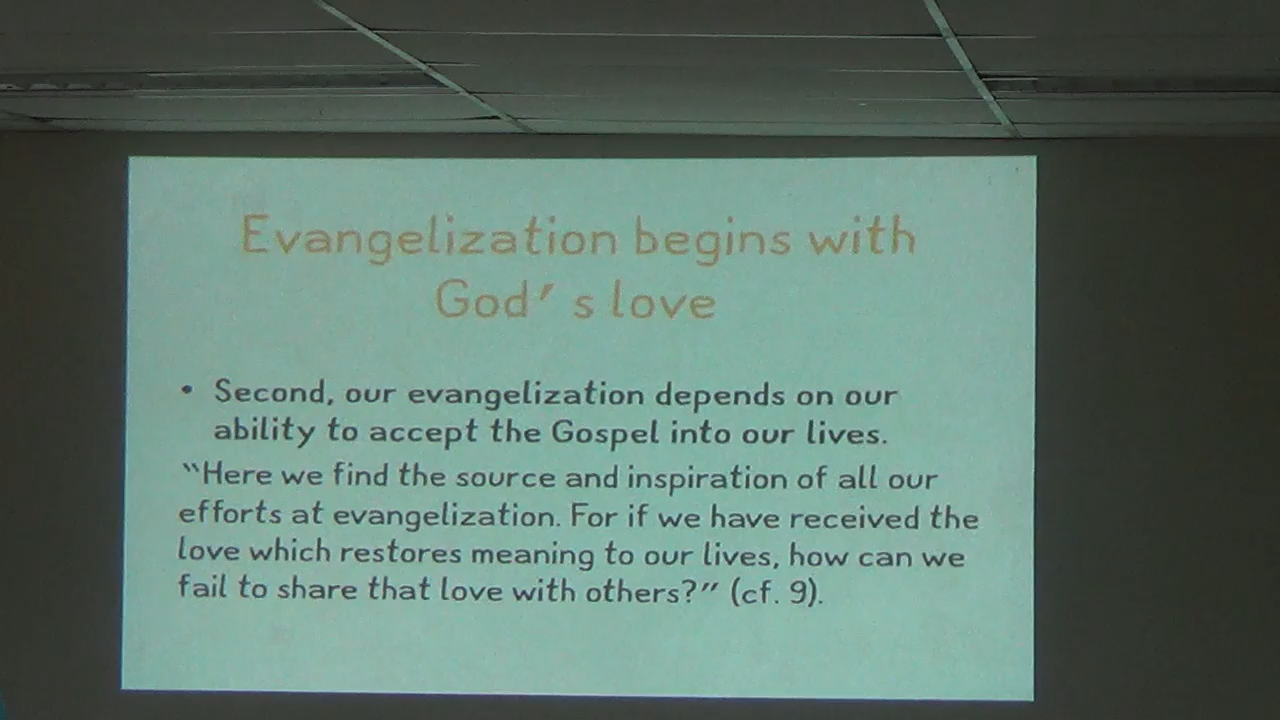 Evangelization begins with
God's love
• Second, our evangelization depends on our
ability to accept the Gospel into our lives.
"Here we find the source and inspiration of all our
efforts at evangelization. For if we have received the
love which restores meaning to our lives, how can we
fail to share that love with others?" (cf. 9).